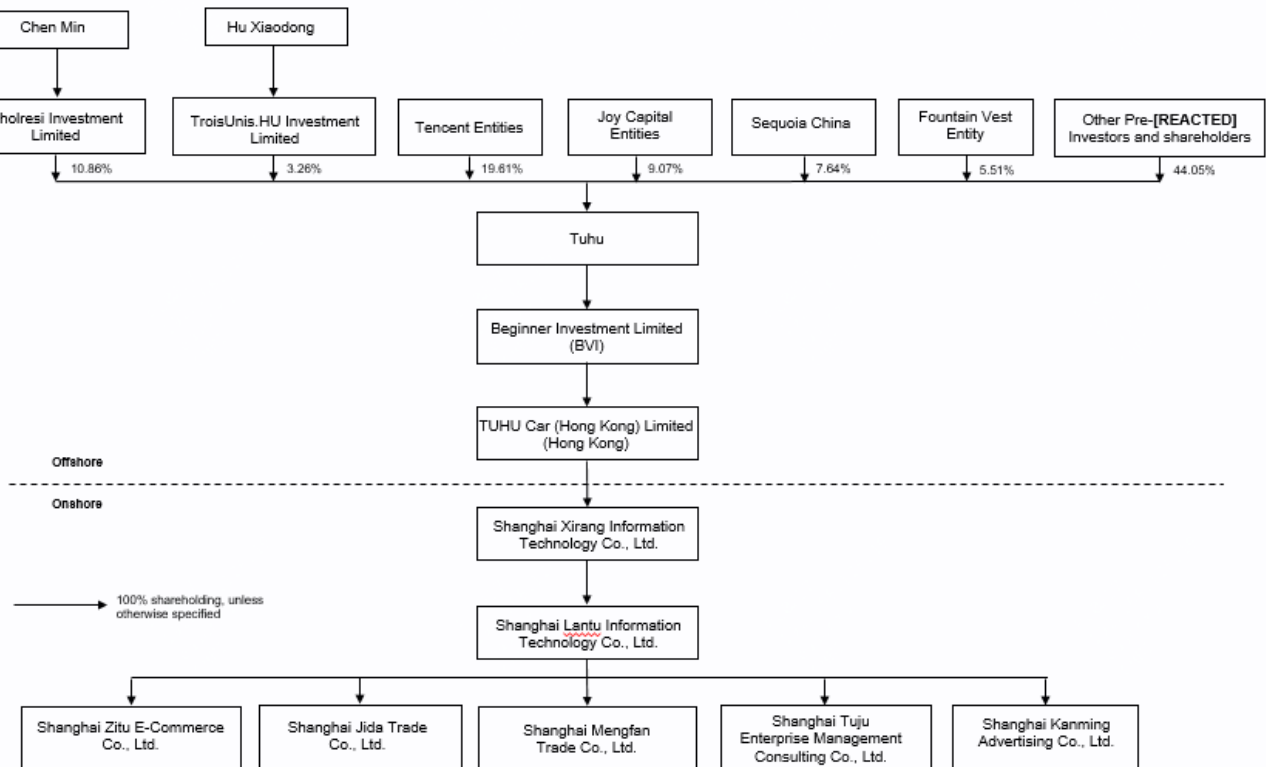 Chen Min
Hu Xiaodong
holresi Investment
Limited
TroisUnis.HU Investment
Limited
Tencent Entities
Joy Capital
Entities
Sequoia China
Fountain Vest
Entity
Other Pre-[REACTED]
Investors and shareholders
10.86%
3.26%
19.61%
9.07%
7.64%
5.51%
44.05%
Tuhu
Beginner Investment Limited
(BVI)
TUHU Car (Hong Kong) Limited
(Hong Kong)
Offshore
Onshore
Shanghai Xirang Information
Technology Co., Ltd.
100% shareholding, unless
otherwise specified
Shanghai Lantu Information
Technology Co., Ltd.
Shanghai Zitu E-Commerce
Co., Ltd.
Shanghai Jida Trade
Co., Ltd.
Shanghai Mengfan
Trade Co., Ltd.
Shanghai Tuju
Enterprise Management
Consulting Co., Ltd.
Shanghai Kanming
Advertising Co., Ltd.